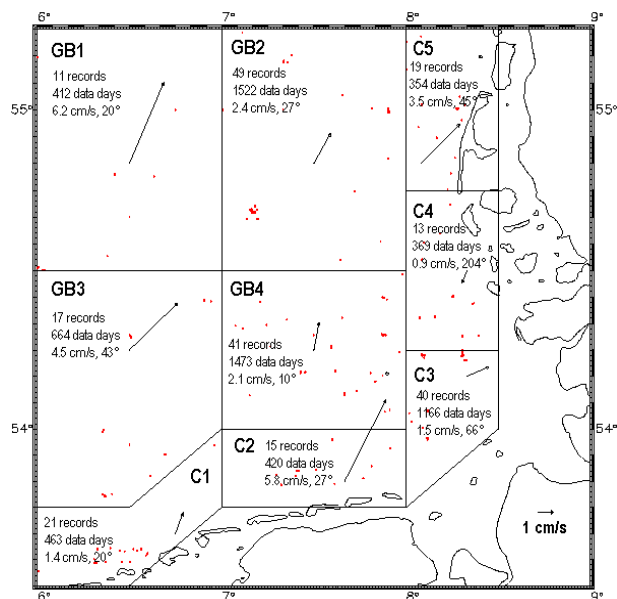 6°
7°
8°
9°
GB1
11 records
412 data days
6.2 cm/s, 20°
GB2
49 records
1522 data days
2.4 cm/s, 27°
C5
19 records
354 data days
3.5 cm/s, 45°
55°
55°
C4
13 records
369 data days
0.9 cm/s, 204°
GB3
17 records
664 data days
4.5 cm/s, 43°
GB4
41 records
1473 data days
2.1 cm/s, 10°
C3
40 records
1166 data days
1.5 cm/s, 66°
54°
54°
C2
15 records
420 data days
5.8 cm/s, 27°
C1
21 records
463 data days
1.4 cm/s, 20°
1 cm/s
6°
7°
8°
9°